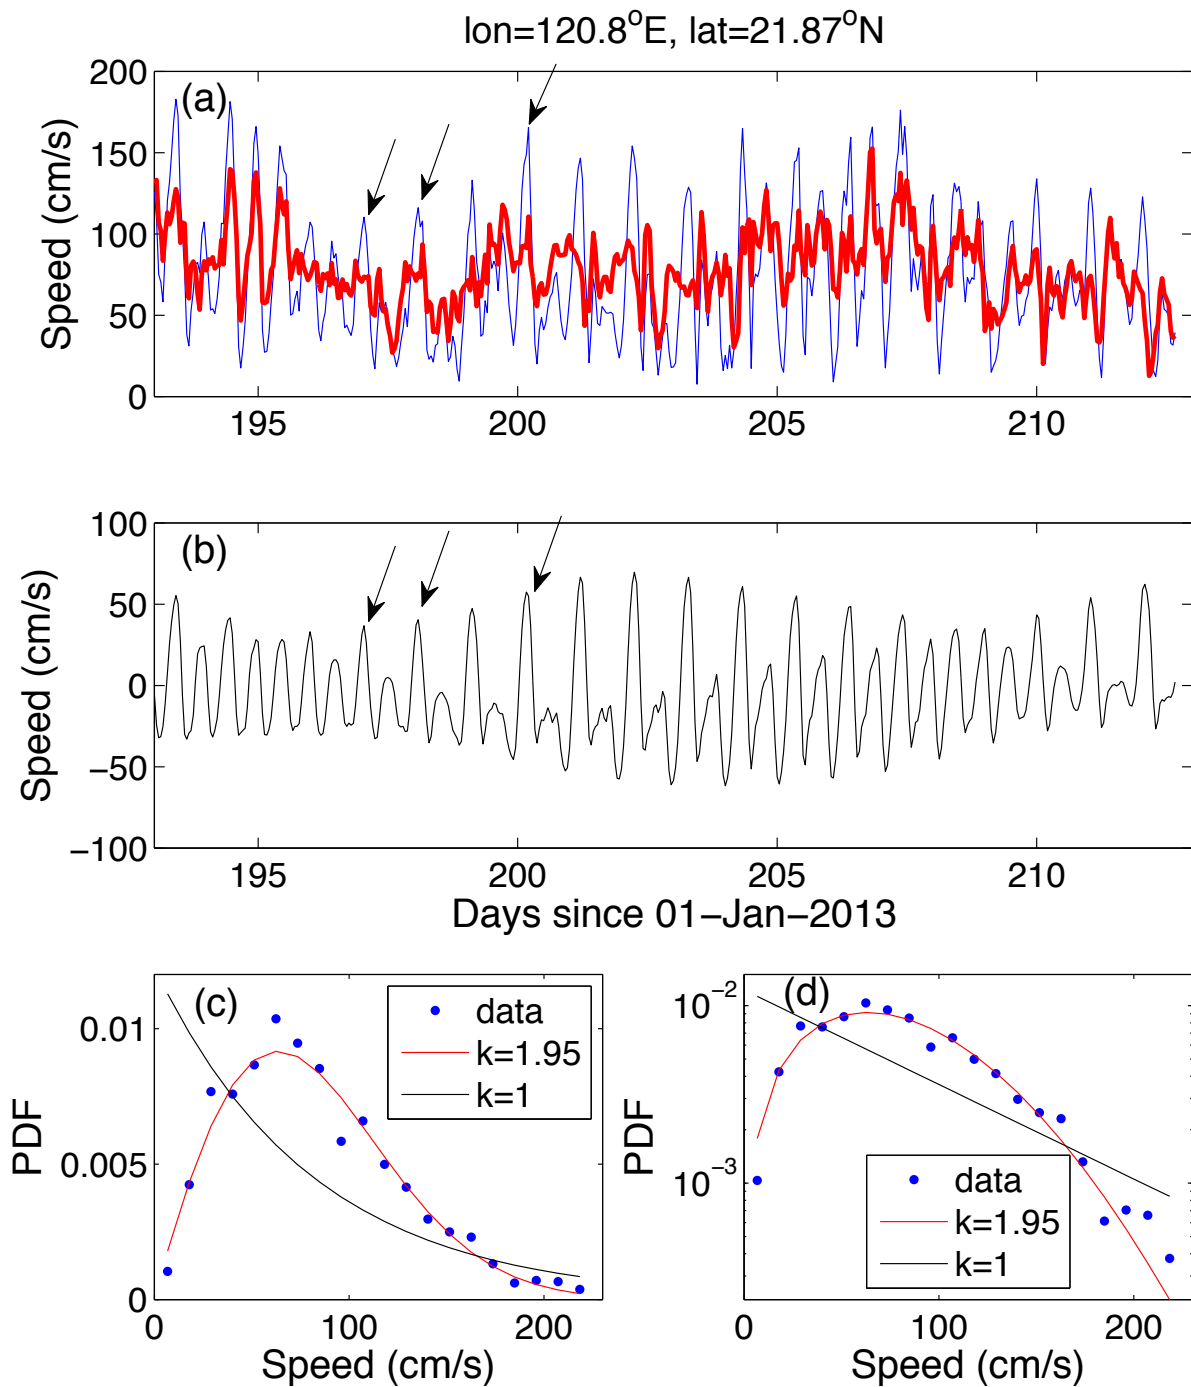 lon=120.8°E, lat=21.87°N
(a)
Speed (cm/s)
200
150
100
50
0
195
200
205
210
(b)
Speed (cm/s)
100
50
0
−50
−100
195
200
205
210
Days since 01−Jan−2013
(c)
PDF
0.01
0.005
0
data
k=1.95
k=1
0
100
200
Speed (cm/s)
(d)
PDF
10⁻²
10⁻³
data
k=1.95
k=1
0
100
200
Speed (cm/s)